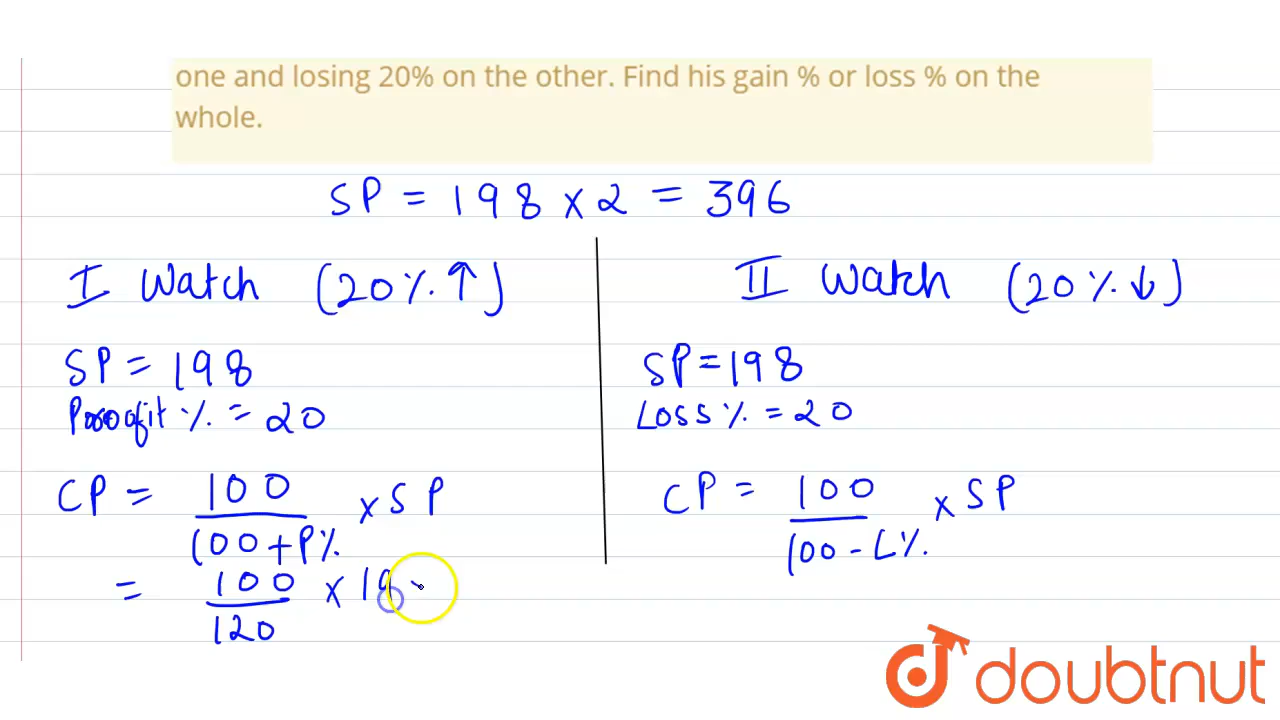 one and losing 20% on the other. Find his gain % or loss % on the
whole.
SP = 198 x 2 = 396
I Watch (20%↑)
SP = 198
Profit % = 20
CP = 100/100+P% x SP
= 100/120 x 19
II Watch (20%↓)
SP = 198
Loss % = 20
CP = 100/100-L% x SP
doubtnut